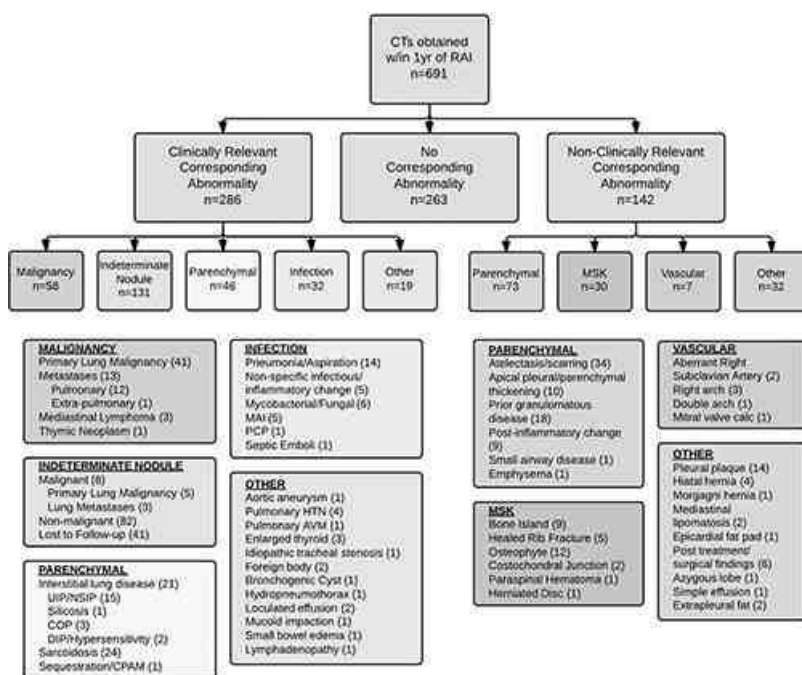 CTs obtained
w/in 1yr of RAI
n=691
Clinically Relevant
Corresponding
Abnormality
n=286
No
Corresponding
Abnormality
n=263
Non-Clinically Relevant
Corresponding
Abnormality
n=142
Malignancy
n=58
Indeterminate
Nodule
n=131
Parenchymal
n=46
Infection
n=32
Other
n=19
Parenchymal
n=73
MSK
n=30
Vascular
n=7
Other
n=32
MALIGNANCY
Primary Lung Malignancy (41)
Metastases (13)
Pulmonary (12)
Extra-pulmonary (1)
Mediastinal Lymphoma (3)
Thymic Neoplasm (1)
INDETERMINATE NODULE
Malignant (8)
Primary Lung Malignancy (5)
Lung Metastases (3)
Non-malignant (82)
Lost to Follow-up (41)
PARENCHYMAL
Interstitial lung disease (21)
UIP/NSIP (15)
Silicosis (1)
COP (3)
DIP/Hypersensitivity (2)
Sarcoidosis (24)
Sequestration/CPAM (1)
INFECTION
Pneumonia/Aspiration (14)
Non-specific infectious/
inflammatory change (5)
Mycobacterial/Fungal (6)
MAI (5)
PCP (1)
Septic Emboli (1)
OTHER
Aortic aneurysm (1)
Pulmonary HTN (4)
Pulmonary AVM (1)
Enlarged thyroid (3)
Idiopathic tracheal stenosis (1)
Foreign body (2)
Bronchogenic Cyst (1)
Hydropneumothorax (1)
Loculated effusion (2)
Mucoid impaction (1)
Small bowel edema (1)
Lymphadenopathy (1)
PARENCHYMAL
Atelectasis/scarring (34)
Apical pleural/parenchymal
thickening (10)
Prior granulomatous
disease (18)
Post-inflammatory change
(9)
Small airway disease (1)
Emphysema (1)
MSK
Bone Island (9)
Healed Rib Fracture (5)
Osteophyte (12)
Costochondral Junction (2)
Paraspinal Hematoma (1)
Herniated Disc (1)
VASCULAR
Aberrant Right
Subclavian Artery (2)
Right arch (3)
Double arch (1)
Mitral valve calc (1)
OTHER
Pleural plaque (14)
Hiatal hernia (4)
Morgagni hernia (1)
Mediastinal
lipomatosis (2)
Epicardial fat pad (1)
Post treatment/
surgical findings (6)
Azygous lobe (1)
Simple effusion (1)
Extrapleural fat (2)